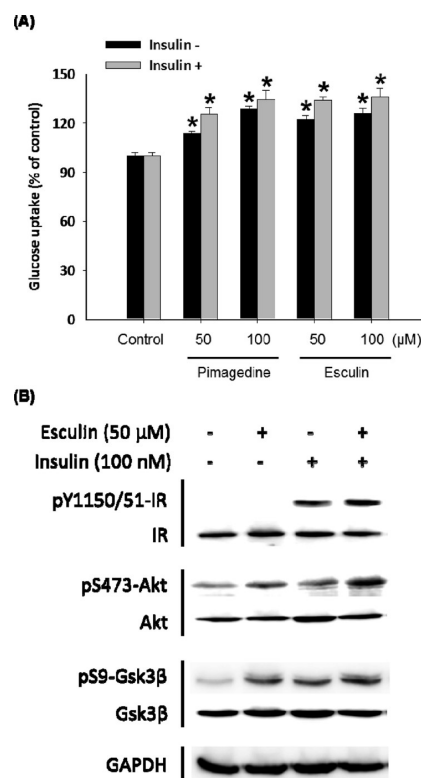 (A)
Insulin -
Insulin +
Glucose uptake (% of control)
150
120
90
60
30
0
* * * * * * * *
Control 50 100 50 100 (μM)
Pimagedine Esculin
(B)
Esculin (50 μM) - + - +
Insulin (100 nM) - - + +
pY1150/51-IR
IR
pS473-Akt
Akt
pS9-Gsk3β
Gsk3β
GAPDH